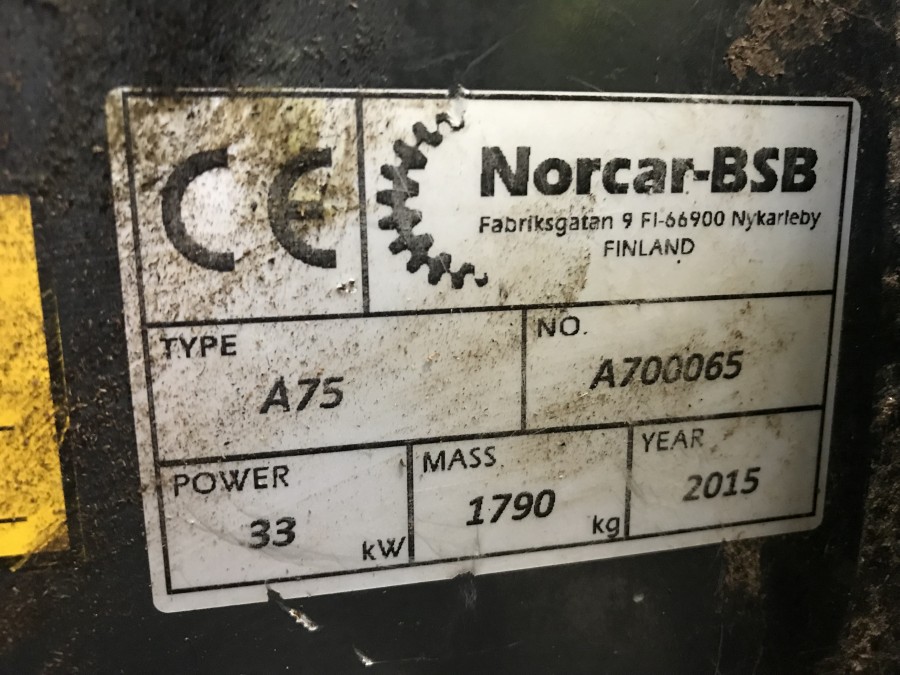 CE
Norcar-BSB
Fabriksgatan 9 FI-66900 Nykarleby
FINLAND
TYPE
A75
NO.
A700065
POWER
33 kW
MASS
1790 kg
YEAR
2015